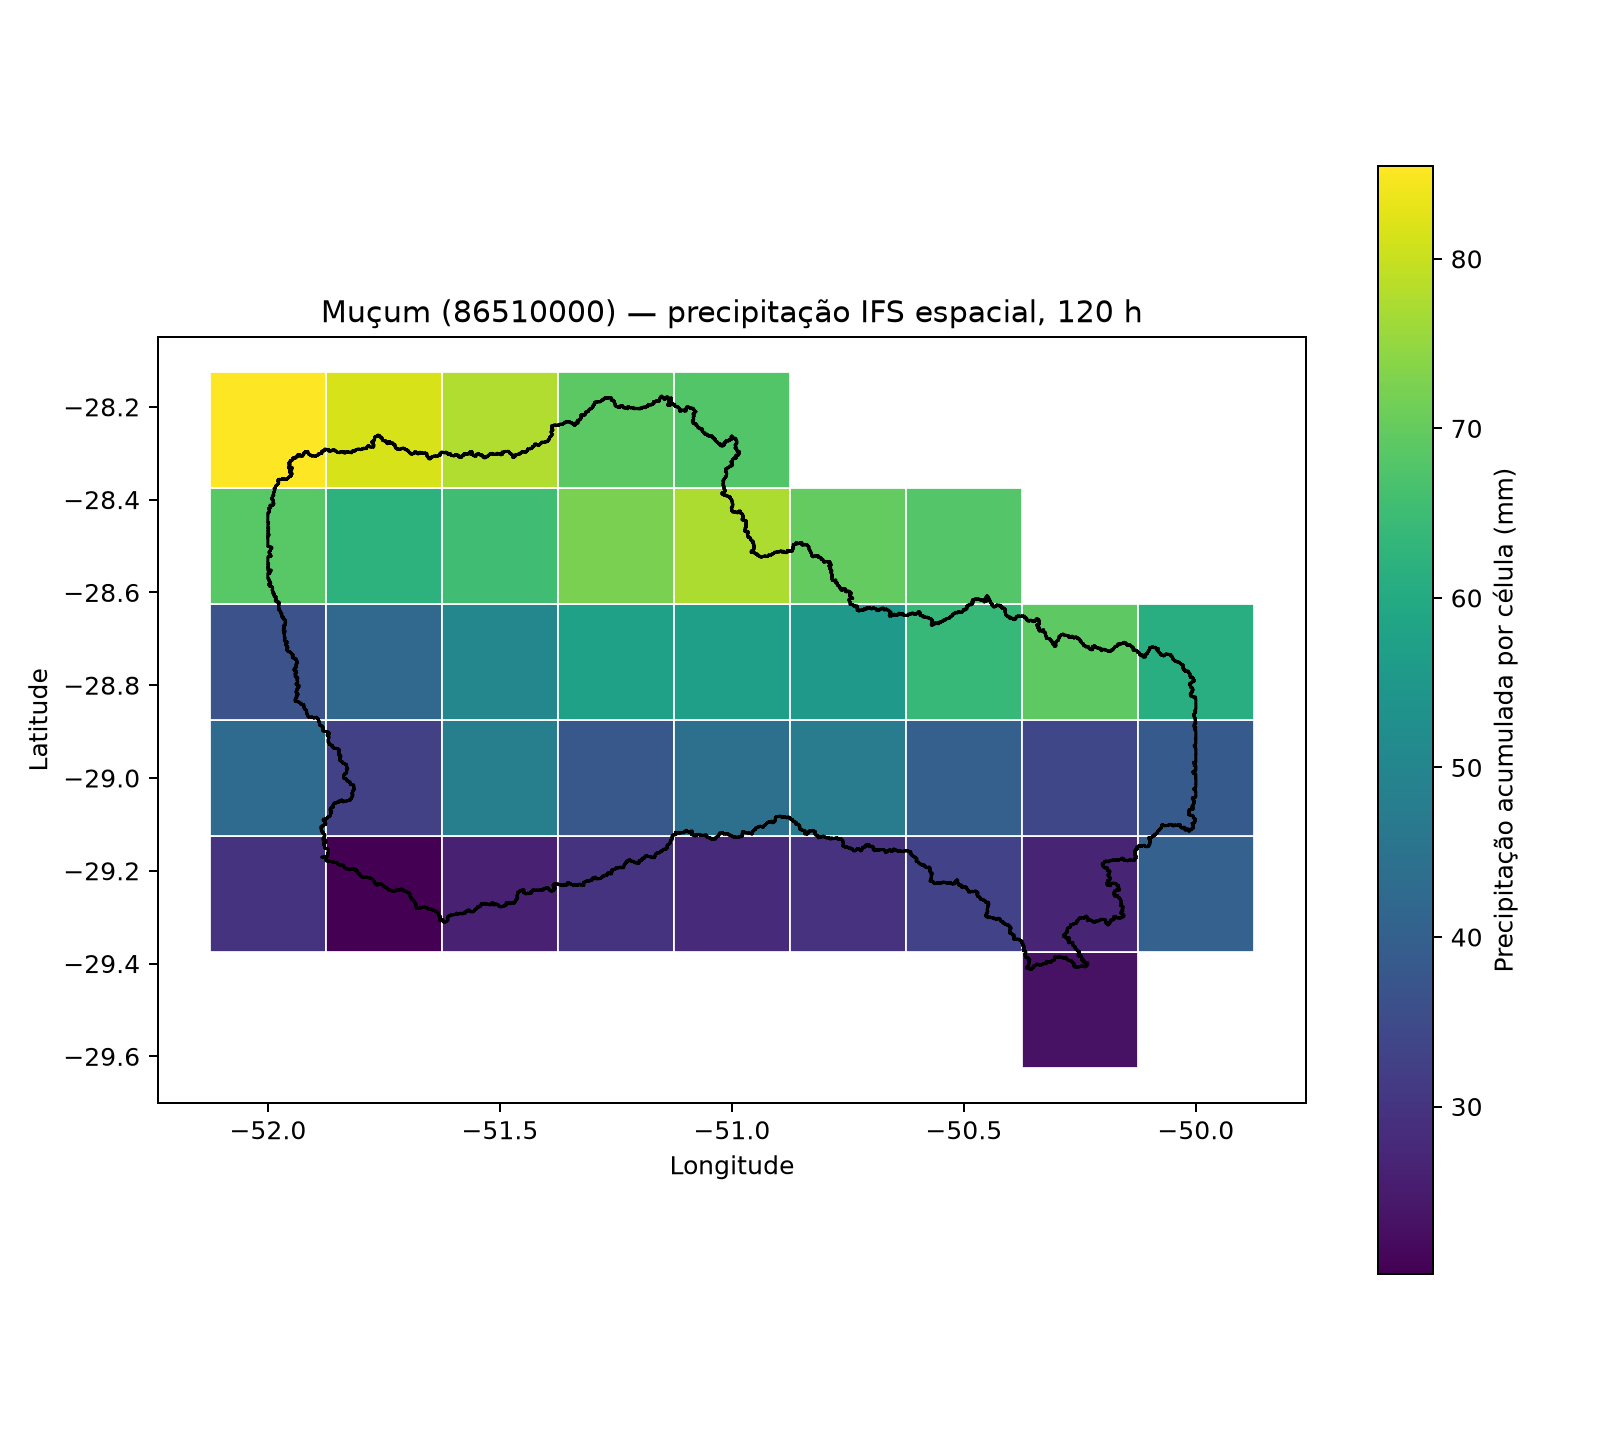 Muçum (86510000) — precipitação IFS espacial, 120 h
Latitude
−28.2
−28.4
−28.6
−28.8
−29.0
−29.2
−29.4
−29.6
−52.0 −51.5 −51.0 −50.5 −50.0
Longitude
80
70
60
50
40
30
Precipitação acumulada por célula (mm)